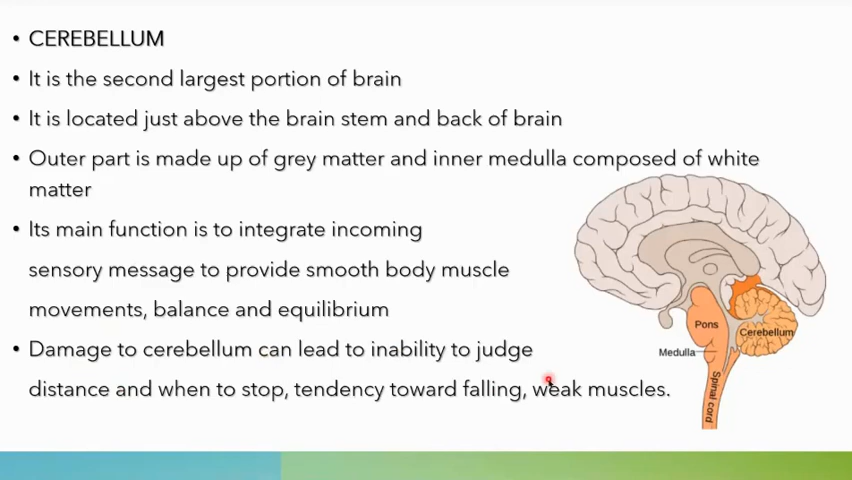 • CEREBELLUM
• It is the second largest portion of brain
• It is located just above the brain stem and back of brain
• Outer part is made up of grey matter and inner medulla composed of white
matter
• Its main function is to integrate incoming
sensory message to provide smooth body muscle
movements, balance and equilibrium
• Damage to cerebellum can lead to inability to judge
distance and when to stop, tendency toward falling, weak muscles.
Pons
Cerebellum
Medulla
Spinal cord